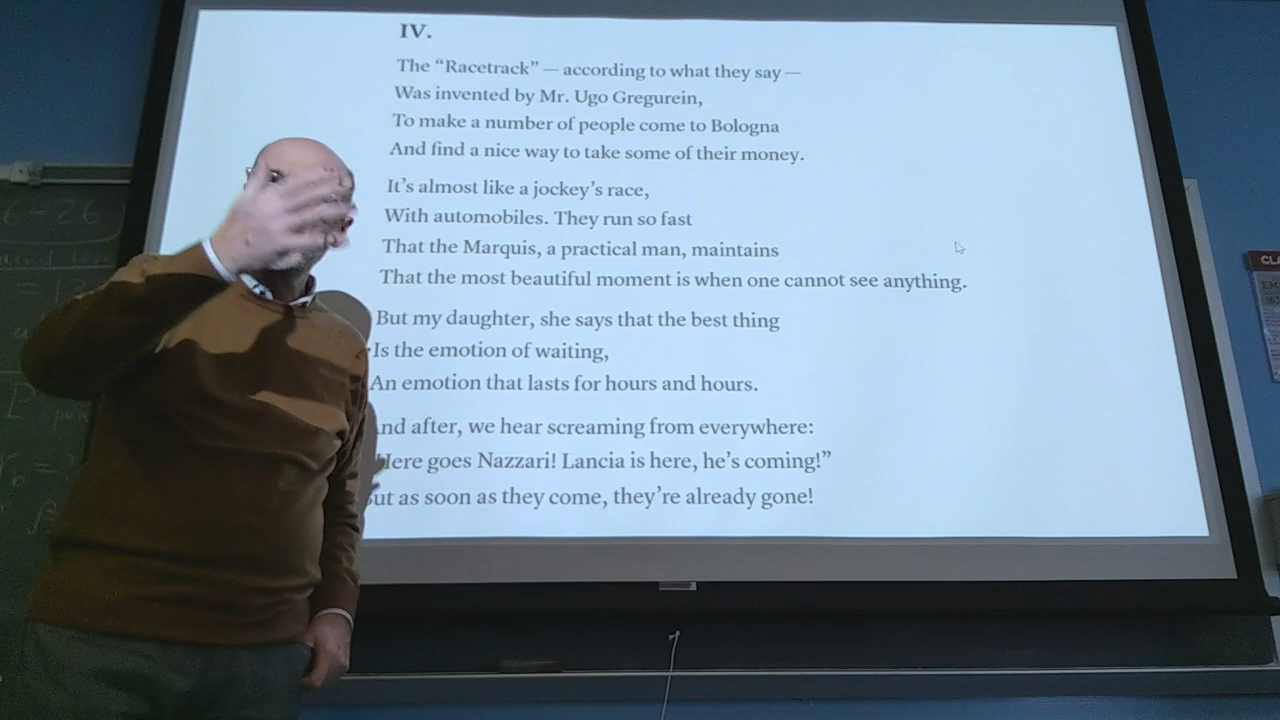 IV.
The “Racetrack” — according to what they say —
Was invented by Mr. Ugo Gregurein,
To make a number of people come to Bologna
And find a nice way to take some of their money.
It’s almost like a jockey’s race,
With automobiles. They run so fast
That the Marquis, a practical man, maintains
That the most beautiful moment is when one cannot see anything.
But my daughter, she says that the best thing
Is the emotion of waiting,
An emotion that lasts for hours and hours.
nd after, we hear screaming from everywhere:
ere goes Nazzari! Lancia is here, he’s coming!”
ut as soon as they come, they’re already gone!
6-26
CLA
EM